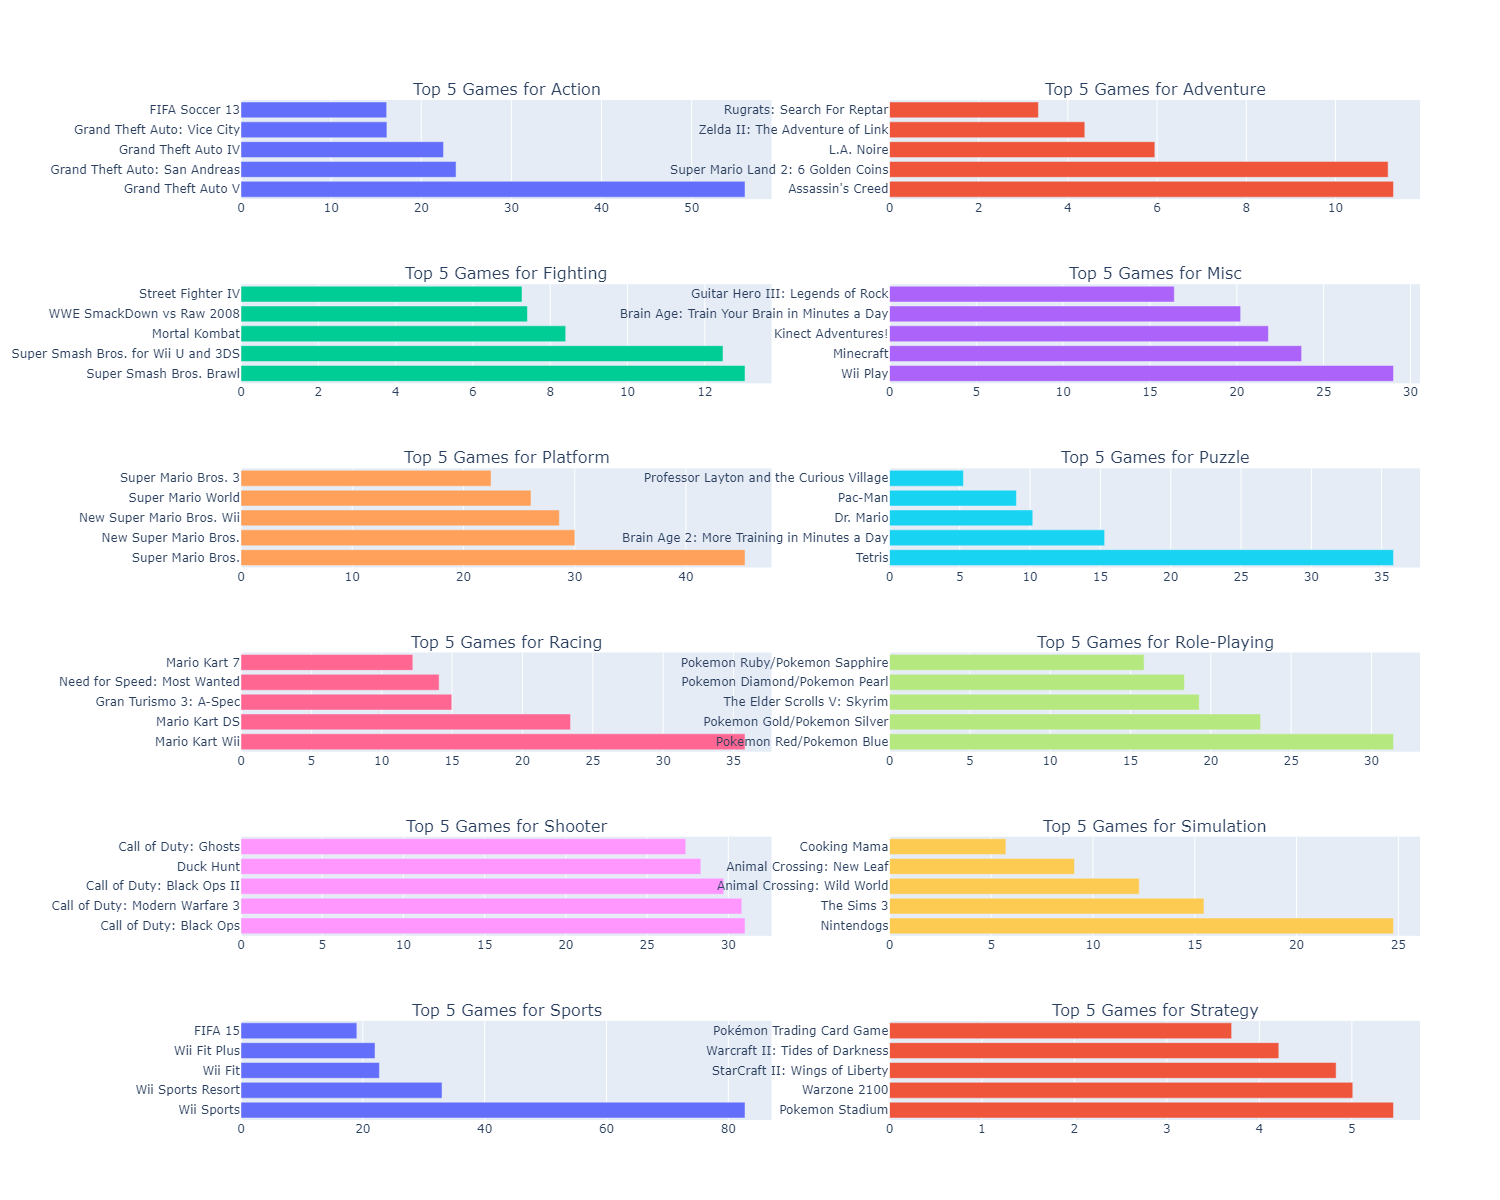 Top 5 Games for Action
FIFA Soccer 13
Grand Theft Auto: Vice City
Grand Theft Auto IV
Grand Theft Auto: San Andreas
Grand Theft Auto V
0 10 20 30 40 50
Top 5 Games for Adventure
Rugrats: Search For Reptar
Zelda II: The Adventure of Link
L.A. Noire
Super Mario Land 2: 6 Golden Coins
Assassin's Creed
0 2 4 6 8 10
Top 5 Games for Fighting
Street Fighter IV
WWE SmackDown vs Raw 2008
Mortal Kombat
Super Smash Bros. for Wii U and 3DS
Super Smash Bros. Brawl
0 2 4 6 8 10 12
Top 5 Games for Misc
Guitar Hero III: Legends of Rock
Brain Age: Train Your Brain in Minutes a Day
Kinect Adventures!
Minecraft
Wii Play
0 5 10 15 20 25 30
Top 5 Games for Platform
Super Mario Bros. 3
Super Mario World
New Super Mario Bros. Wii
New Super Mario Bros.
Super Mario Bros.
0 10 20 30 40
Top 5 Games for Puzzle
Professor Layton and the Curious Village
Pac-Man
Dr. Mario
Brain Age 2: More Training in Minutes a Day
Tetris
0 5 10 15 20 25 30 35
Top 5 Games for Racing
Mario Kart 7
Need for Speed: Most Wanted
Gran Turismo 3: A-Spec
Mario Kart DS
Mario Kart Wii
0 5 10 15 20 25 30 35
Top 5 Games for Role-Playing
Pokemon Ruby/Pokemon Sapphire
Pokemon Diamond/Pokemon Pearl
The Elder Scrolls V: Skyrim
Pokemon Gold/Pokemon Silver
Pokemon Red/Pokemon Blue
0 5 10 15 20 25 30
Top 5 Games for Shooter
Call of Duty: Ghosts
Duck Hunt
Call of Duty: Black Ops II
Call of Duty: Modern Warfare 3
Call of Duty: Black Ops
0 5 10 15 20 25 30
Top 5 Games for Simulation
Cooking Mama
Animal Crossing: New Leaf
Animal Crossing: Wild World
The Sims 3
Nintendogs
0 5 10 15 20 25
Top 5 Games for Sports
FIFA 15
Wii Fit Plus
Wii Fit
Wii Sports Resort
Wii Sports
0 20 40 60 80
Top 5 Games for Strategy
Pokémon Trading Card Game
Warcraft II: Tides of Darkness
StarCraft II: Wings of Liberty
Warzone 2100
Pokemon Stadium
0 1 2 3 4 5